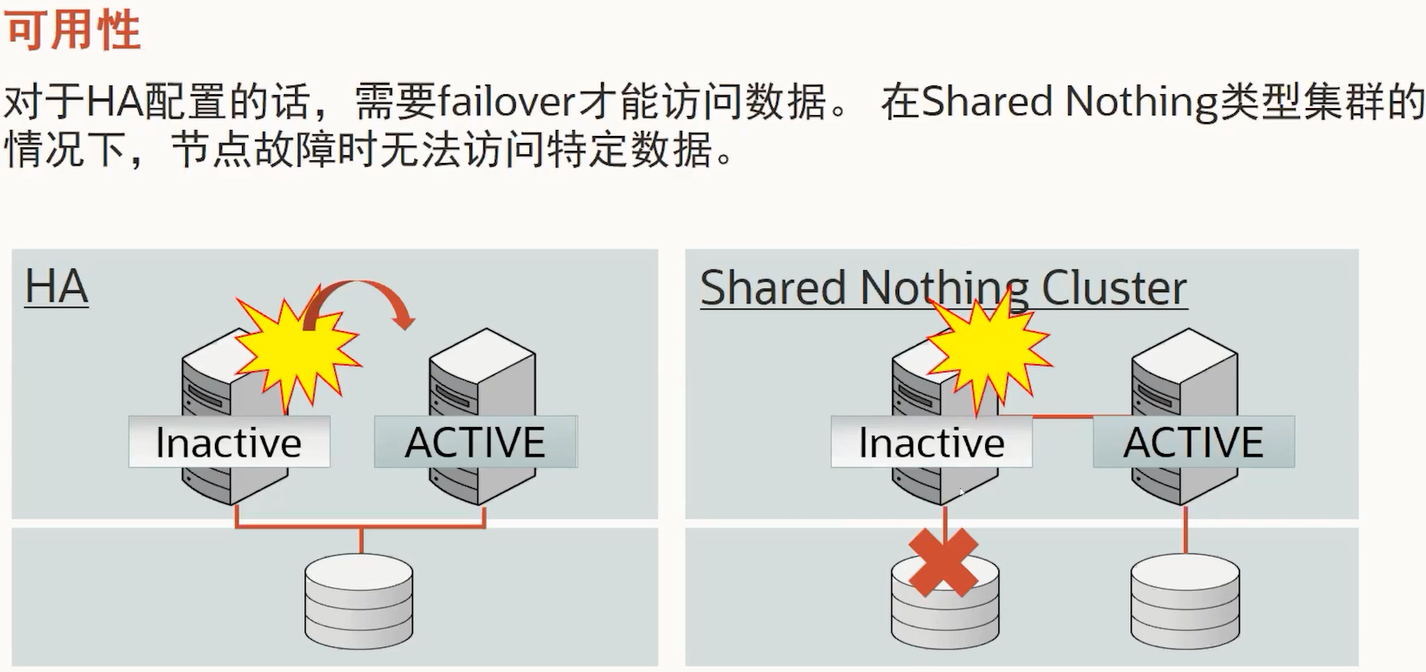 可用性
对于HA配置的话，需要failover才能访问数据。 在Shared Nothing类型集群的
情况下，节点故障时无法访问特定数据。
HA
Shared Nothing Cluster
Inactive
ACTIVE
Inactive
ACTIVE